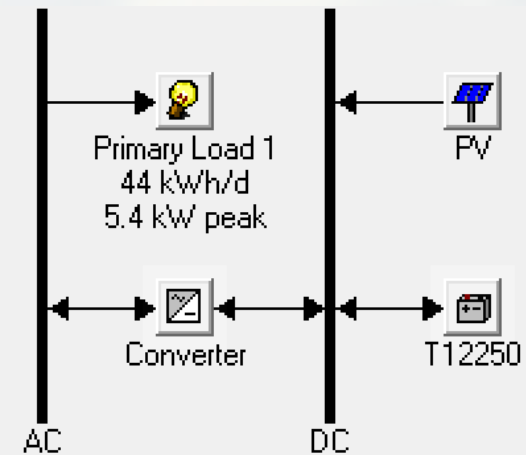 Primary Load 1
44 kWh/d
5.4 kW peak
PV
Converter
T12250
AC
DC